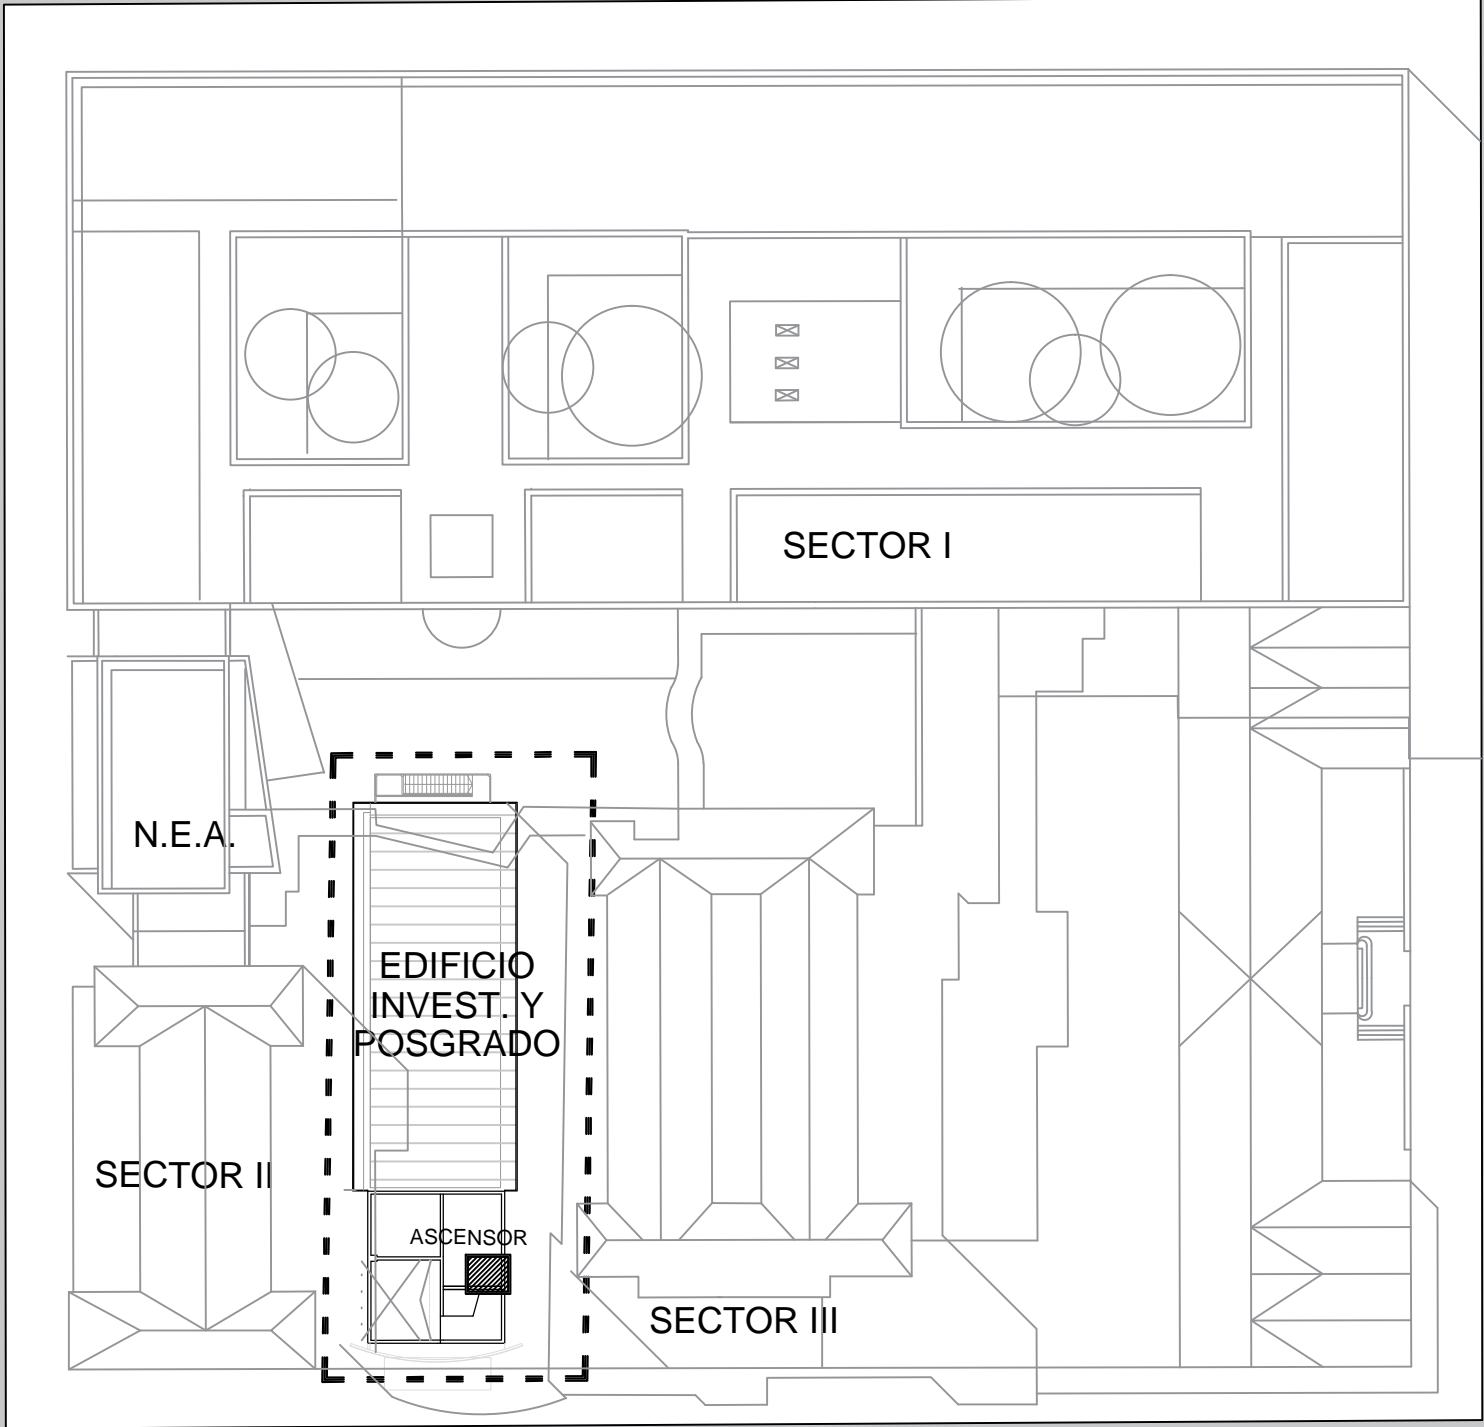 SECTOR I
N.E.A.
EDIFICIO
INVEST. Y
POSGRADO
SECTOR II
ASCENSOR
SECTOR III